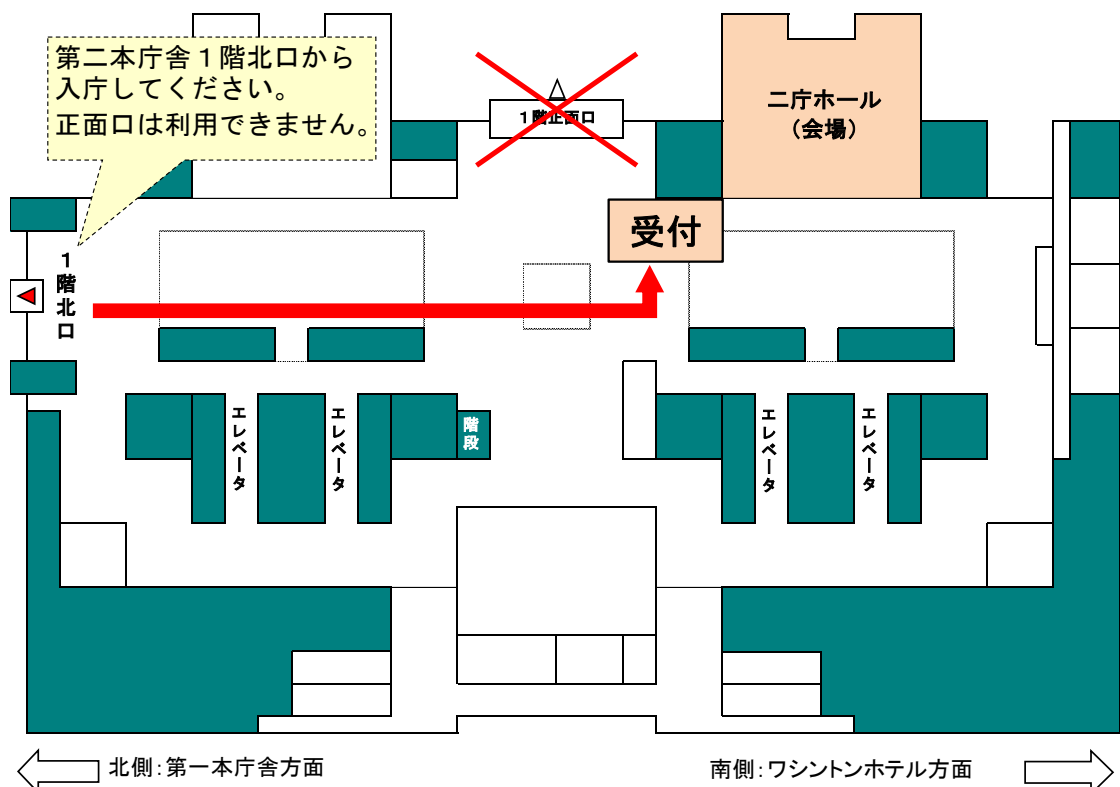 第二本庁舎１階北口から
入庁してください。
正面口は利用できません。
１階正面口
二庁ホール
（会場）
受付
１階北口
エレベータ
エレベータ
階段
エレベータ
エレベータ
北側：第一本庁舎方面
南側：ワシントンホテル方面